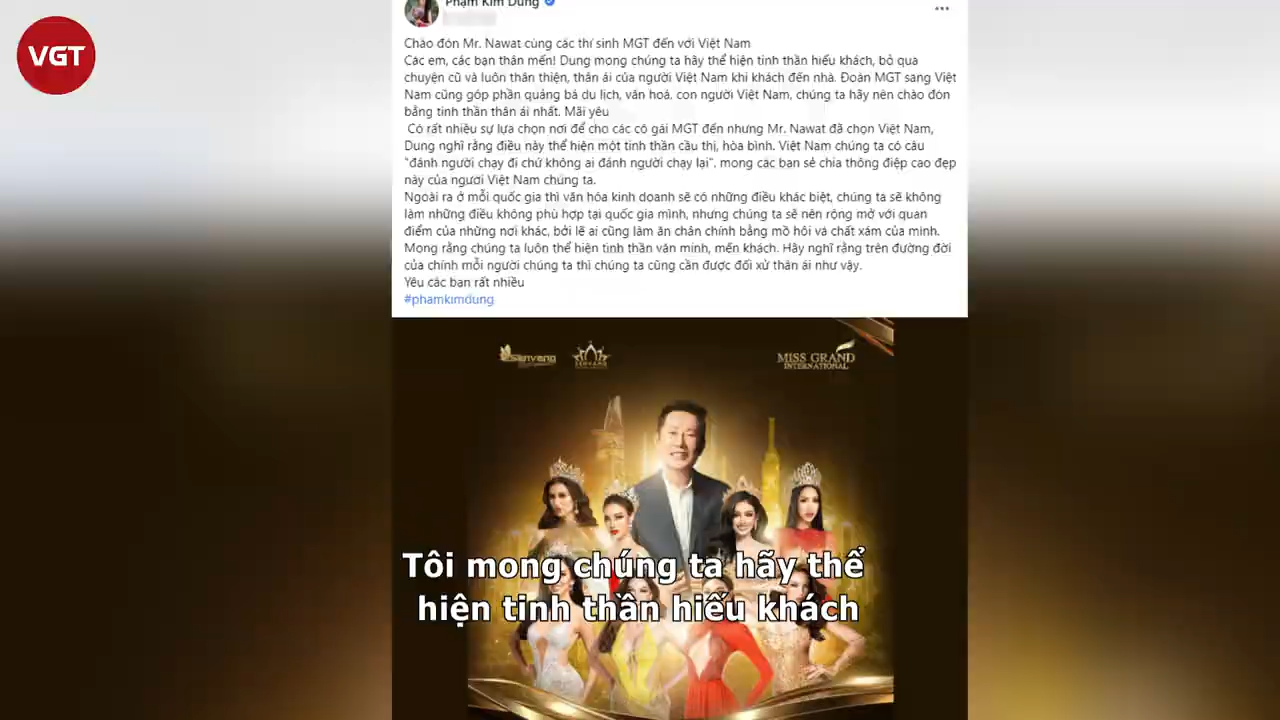 VGT
Phạm Kim Dung
Chào đón Mr. Nawat cùng các thí sinh MGT đến với Việt Nam
Các em, các bạn thân mến! Dung mong chúng ta hãy thể hiện tinh thần hiếu khách, bỏ qua
chuyện cũ và luôn thân thiện, thân ái của người Việt Nam khi khách đến nhà. Đoàn MGT sang Việt
Nam cũng góp phần quảng bá du lịch, văn hoá, con người Việt Nam, chúng ta hãy nên chào đón
bằng tinh thần thân ái nhất. Mãi yêu
Có rất nhiều sự lựa chọn nơi để cho các cô gái MGT đến nhưng Mr. Nawat đã chọn Việt Nam,
Dung nghĩ rằng điều này thể hiện một tinh thần cầu thị, hòa bình. Việt Nam chúng ta có câu
"đánh người chạy đi chứ không ai đánh người chạy lại", mong các bạn sẻ chia thông điệp cao đẹp
này của người Việt Nam chúng ta.
Ngoài ra ở mỗi quốc gia thì văn hóa kinh doanh sẽ có những điều khác biệt, chúng ta sẽ không
làm những điều không phù hợp tại quốc gia mình, nhưng chúng ta sẽ nên rộng mở với quan
điểm của những nơi khác, bởi lẽ ai cũng làm ăn chân chính bằng mồ hôi và chất xám của mình.
Mong rằng chúng ta luôn thể hiện tinh thần văn minh, mến khách. Hãy nghĩ rằng trên đường đời
của chính mỗi người chúng ta thì chúng ta cũng cần được đối xử thân ái như vậy.
Yêu các bạn rất nhiều
#phamkimdung
Senvang
MISS GRAND
INTERNATIONAL
Tôi mong chúng ta hãy thể
hiện tinh thần hiếu khách